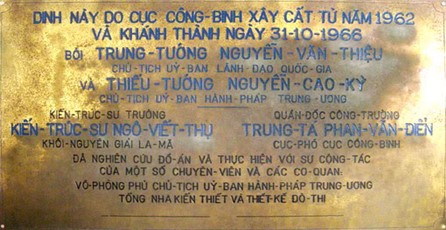 DINH NÀY DO CỤC CÔNG-BINH XÂY CẤT TỪ NĂM 1962
VÀ KHÁNH THÀNH NGÀY 31-10-1966
BỞI TRUNG-TƯỚNG NGUYỄN-VĂN-THIỆU
CHỦ-TỊCH ỦY-BAN LÃNH-ĐẠO QUỐC-GIA
VÀ THIẾU-TƯỚNG NGUYỄN-CAO-KỲ
CHỦ-TỊCH ỦY-BAN HÀNH-PHÁP TRUNG-ƯƠNG
KIẾN-TRÚC-SƯ TRƯỞNG
KIẾN-TRÚC-SƯ NGÔ-VIẾT-THỤ
KHÔI-NGUYÊN GIẢI LA-MÃ
QUẢN-ĐỐC CÔNG-TRƯỜNG
TRUNG-TÁ PHAN-VĂN-ĐIỂN
CỤC-PHÓ CỤC CÔNG-BINH
ĐÃ NGHIÊN CỨU ĐỒ-ÁN VÀ THỰC HIỆN VỚI SỰ CỘNG-TÁC
CỦA MỘT SỐ CHUYÊN-VIÊN VÀ CÁC CƠ-QUAN:
VÕ-PHÒNG PHỦ CHỦ-TỊCH ỦY-BAN HÀNH-PHÁP TRUNG-ƯƠNG
TỔNG NHA KIẾN THIẾT VÀ THIẾT-KẾ ĐÔ-THỊ